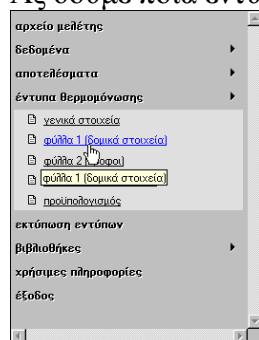 αρχείο μελέτης
δεδομένα
αποτελέσματα
έντυπα θερμομόνωσης
γενικά στοιχεία
φύλλα 1 (δομικά στοιχεία)
φύλλα 2
φύλλα 1 (δομικά στοιχεία)
προϋπολογισμός
εκτύπωση εντύπων
βιβλιοθήκες
χρήσιμες πληροφορίες
έξοδος